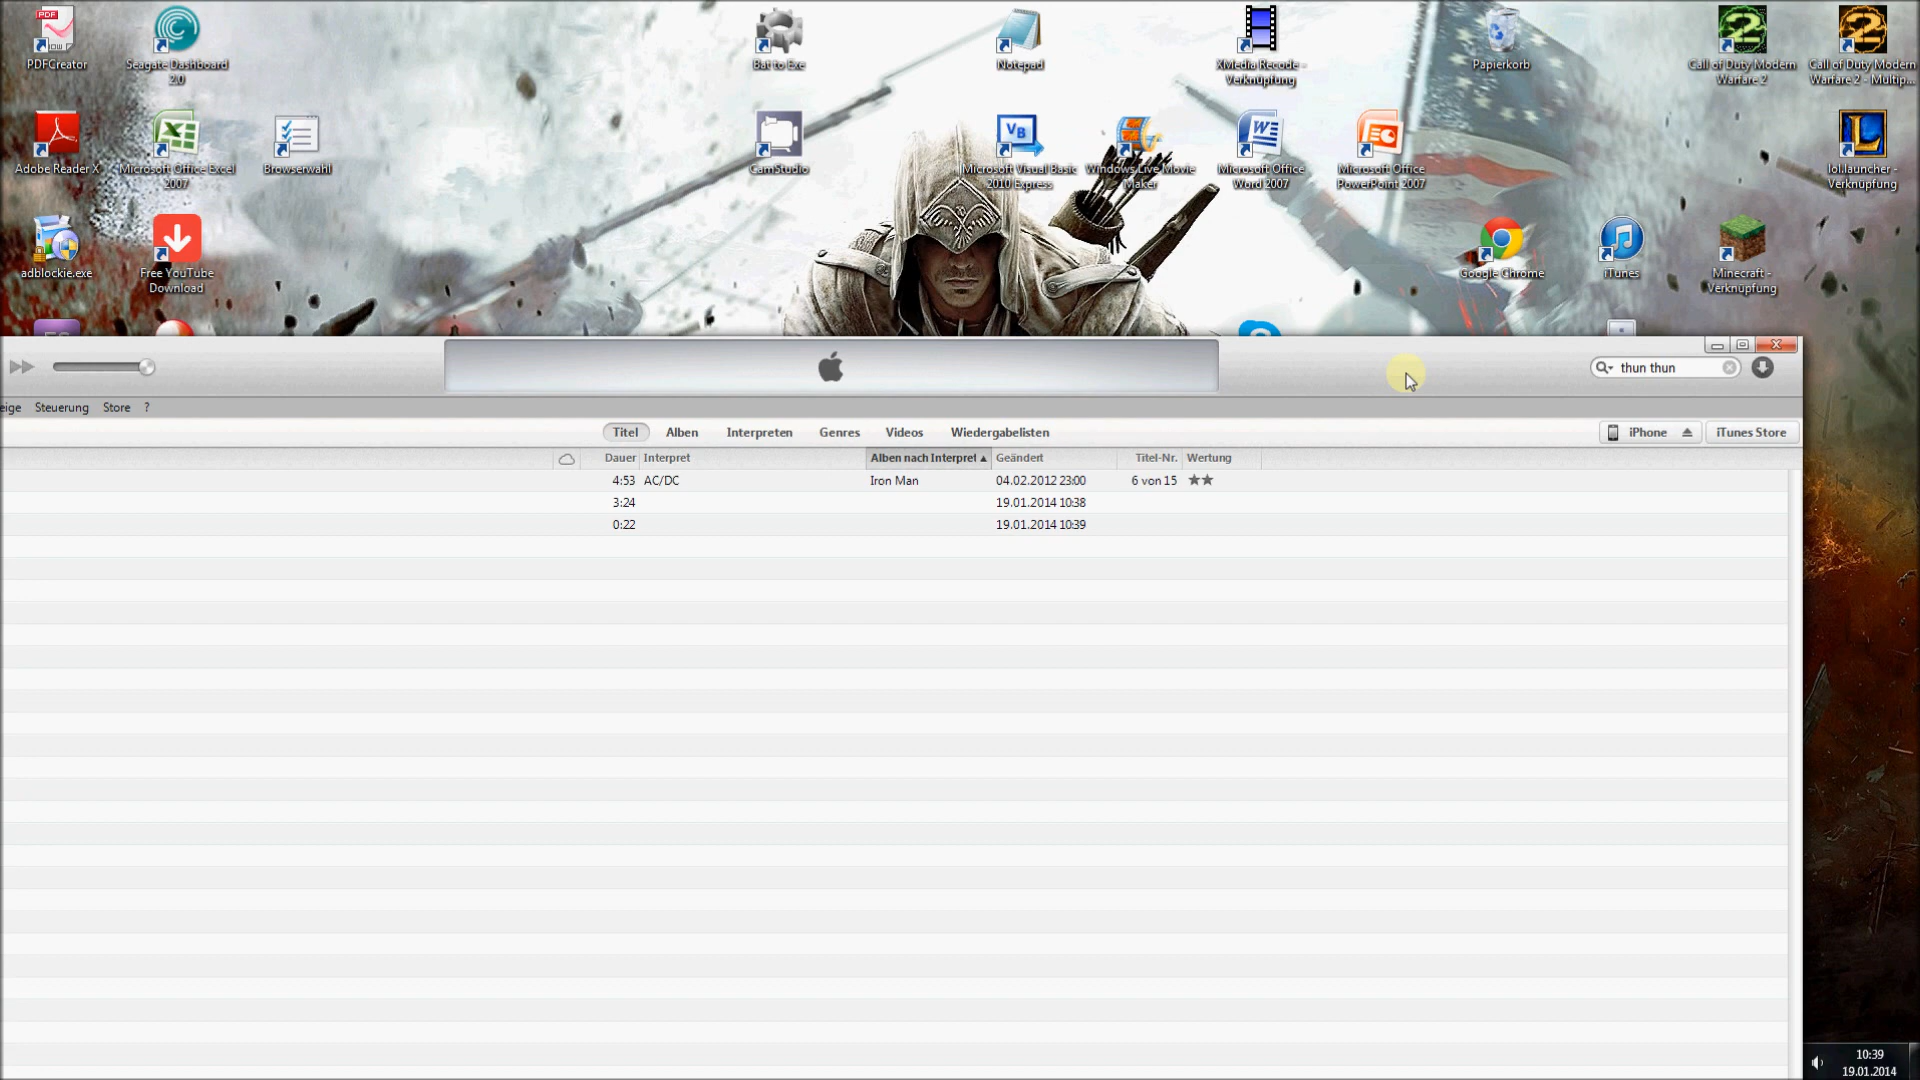 PDFCreator
Seagate Dashboard
2.0
Bat to Exe
Notepad
XMedia Recode -
Verknüpfung
Papierkorb
Call of Duty Modern
Warfare 2
Call of Duty Modern
Warfare 2 - Multip...
Adobe Reader X
Microsoft Office Excel
2007
Browserwahl
CamStudio
Microsoft Visual Basic
2010 Express
Windows Live Movie
Maker
Microsoft Office
Word 2007
Microsoft Office
PowerPoint 2007
lol.launcher -
Verknüpfung
adblockie.exe
Free YouTube
Download
Google Chrome
iTunes
Minecraft -
Verknüpfung
thun thun
eige Steuerung Store ?
Titel Alben Interpreten Genres Videos Wiedergabelisten iPhone iTunes Store
Dauer Interpret Alben nach Interpret Geändert Titel-Nr. Wertung
4:53 AC/DC Iron Man 04.02.2012 23:00 6 von 15 ★★
3:24 19.01.2014 10:38
0:22 19.01.2014 10:39
10:39
19.01.2014